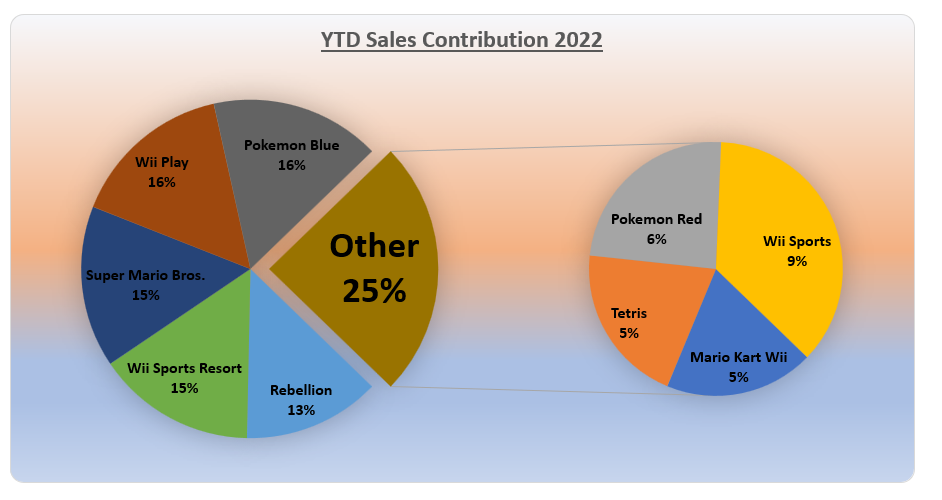 YTD Sales Contribution 2022
Pokemon Blue
16%
Wii Play
16%
Super Mario Bros.
15%
Wii Sports Resort
15%
Rebellion
13%
Other
25%
Pokemon Red
6%
Wii Sports
9%
Tetris
5%
Mario Kart Wii
5%